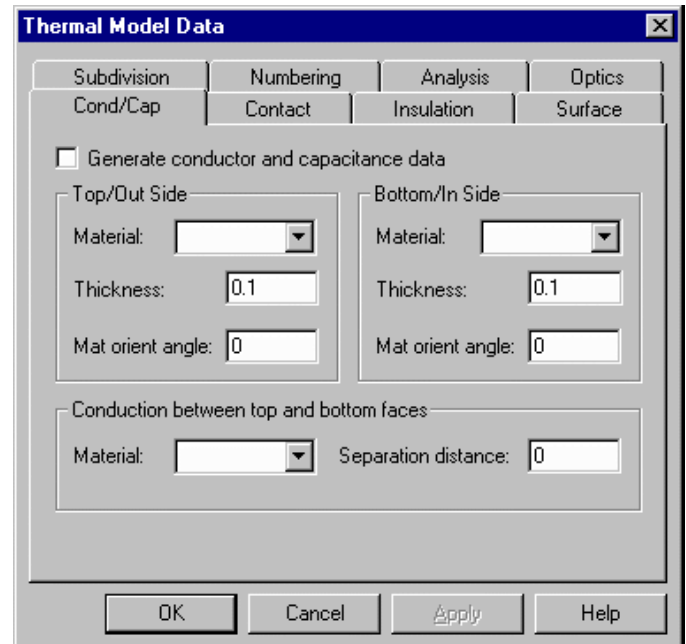 Thermal Model Data
Subdivision Numbering Analysis Optics
Cond/Cap Contact Insulation Surface
Generate conductor and capacitance data
Top/Out Side Bottom/In Side
Material: Material:
Thickness: 0.1 Thickness: 0.1
Mat orient angle: 0 Mat orient angle: 0
Conduction between top and bottom faces
Material: Separation distance: 0
OK Cancel Apply Help